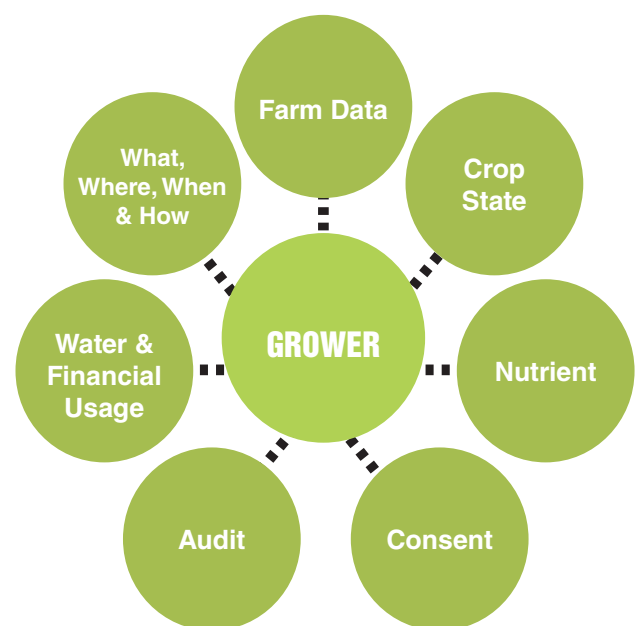 Farm Data
What,
Where, When
& How
Crop
State
GROWER
Water &
Financial
Usage
Nutrient
Audit
Consent